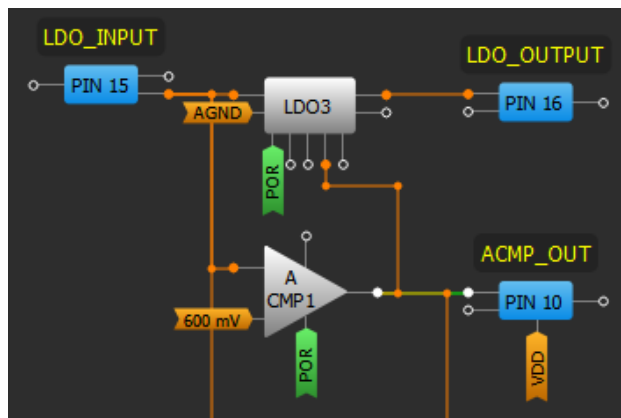 LDO_INPUT
LDO_OUTPUT
PIN 15
LDO3
PIN 16
AGND
POR
ACMP_OUT
A
CMP1
PIN 10
600 mV
POR
VDD